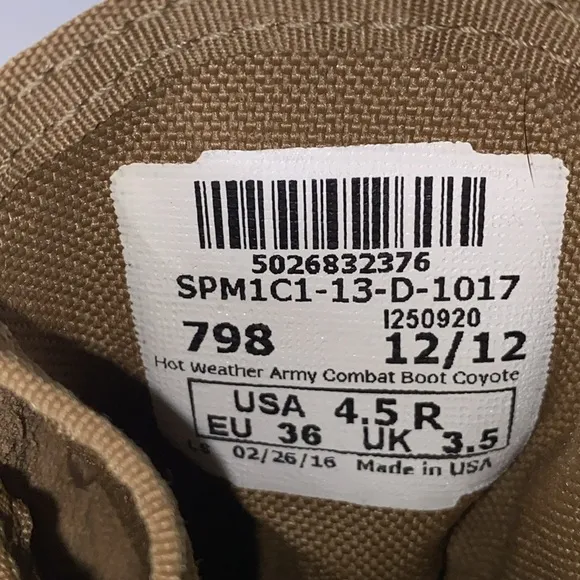 5026832376
SPM1C1-13-D-1017
I250920
798 12/12
Hot Weather Army Combat Boot Coyote
USA 4.5 R
EU 36 UK 3.5
LS 02/26/16 Made in USA